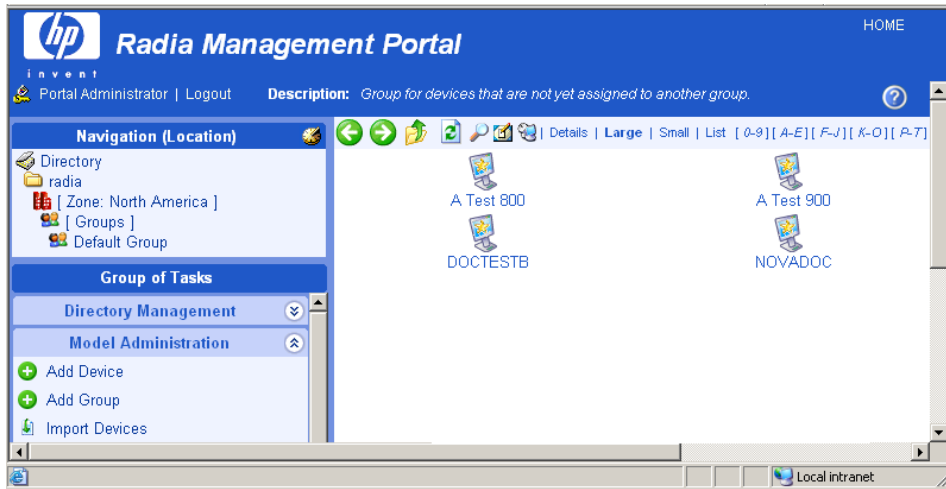 hp
invent
Radia Management Portal
HOME
Portal Administrator | Logout
Description: Group for devices that are not yet assigned to another group.
Navigation (Location)
Directory
radia
[ Zone: North America ]
[ Groups ]
Default Group
Group of Tasks
Directory Management
Model Administration
Add Device
Add Group
Import Devices
| Details | Large | Small | List [ 0-9 ] [ A-E ] [ F-J ] [ K-O ] [ P-T ]
A Test 800
A Test 900
DOCTESTB
NOVADOC
Local intranet